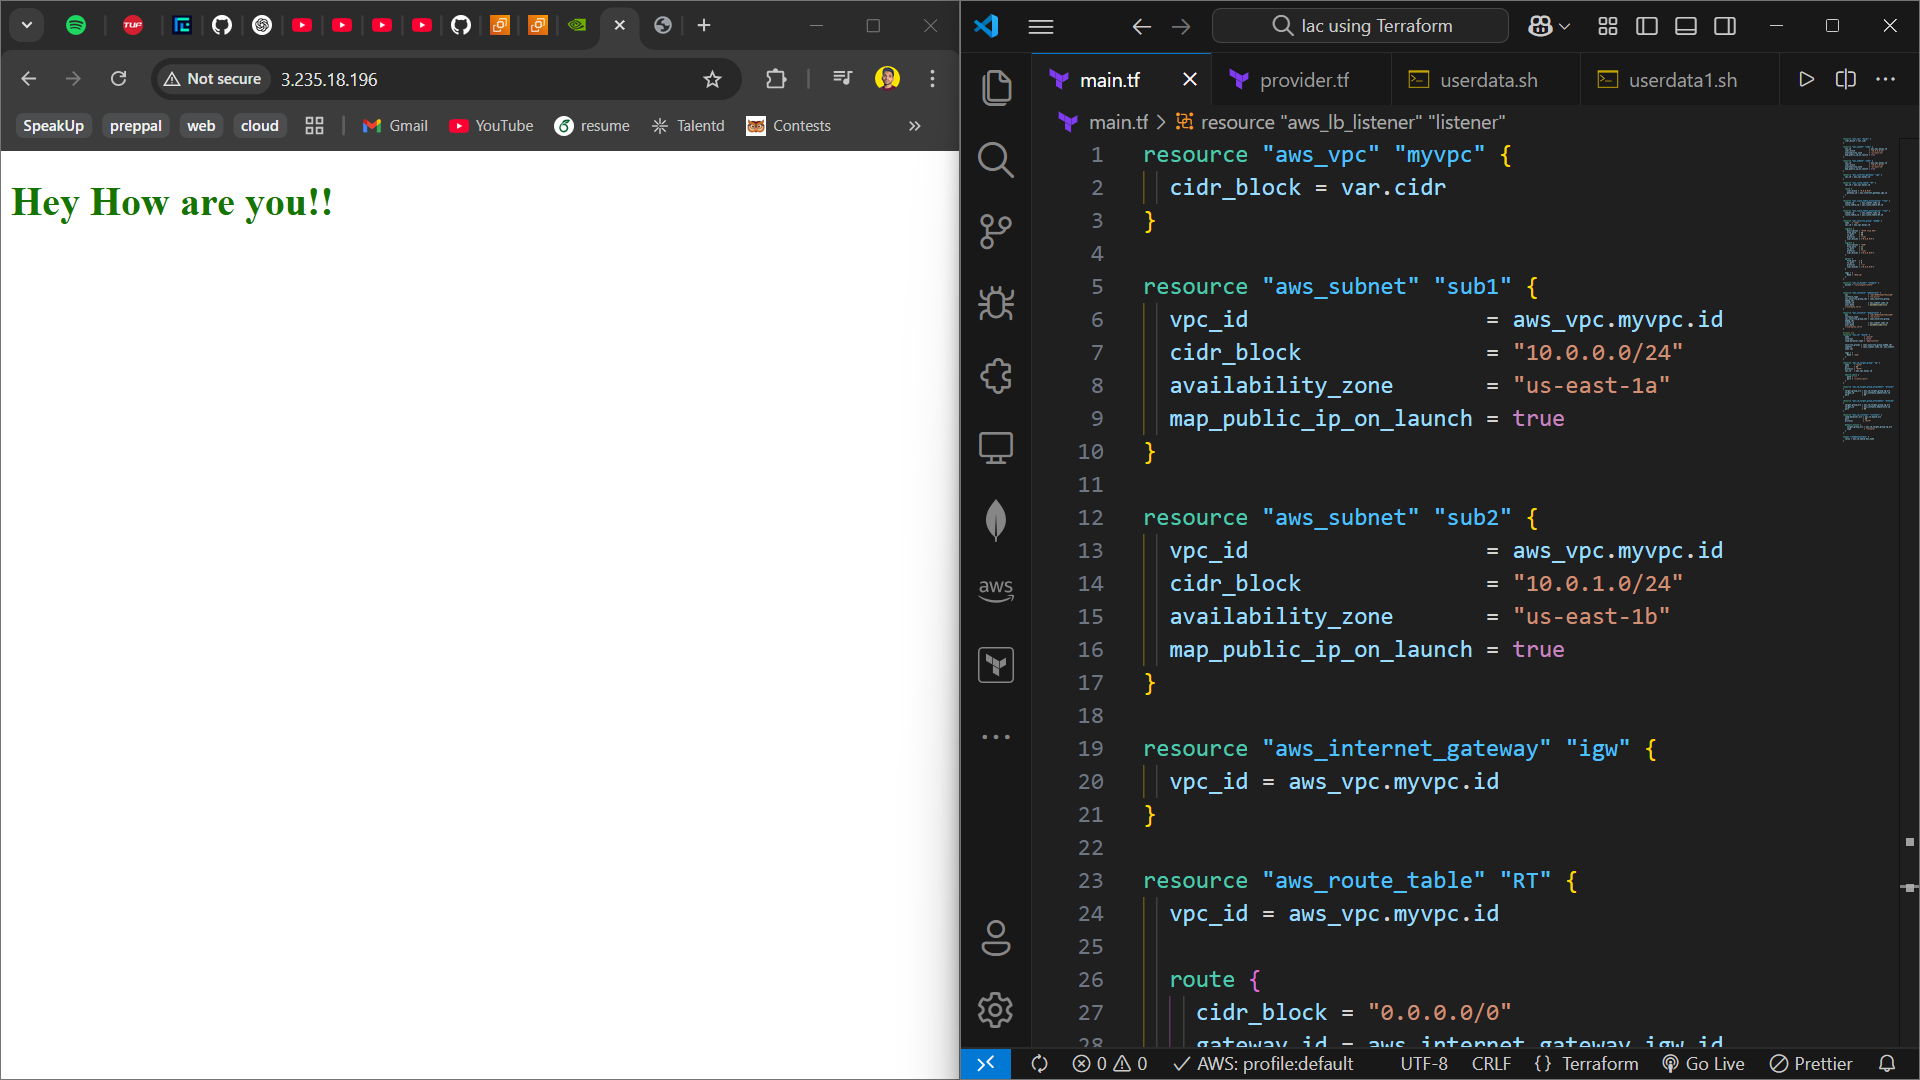 TUF
Not secure 3.235.18.196
SpeakUp preppal web cloud Gmail YouTube resume Talentd Contests
Hey How are you!!
Iac using Terraform
main.tf provider.tf userdata.sh userdata1.sh
main.tf > resource "aws_lb_listener" "listener"
1 resource "aws_vpc" "myvpc" {
2 cidr_block = var.cidr
3 }
4
5 resource "aws_subnet" "sub1" {
6 vpc_id = aws_vpc.myvpc.id
7 cidr_block = "10.0.0.0/24"
8 availability_zone = "us-east-1a"
9 map_public_ip_on_launch = true
10 }
11
12 resource "aws_subnet" "sub2" {
13 vpc_id = aws_vpc.myvpc.id
14 cidr_block = "10.0.1.0/24"
15 availability_zone = "us-east-1b"
16 map_public_ip_on_launch = true
17 }
18
19 resource "aws_internet_gateway" "igw" {
20 vpc_id = aws_vpc.myvpc.id
21 }
22
23 resource "aws_route_table" "RT" {
24 vpc_id = aws_vpc.myvpc.id
25
26 route {
27 cidr_block = "0.0.0.0/0"
28 gateway_id = aws_internet_gateway.igw.id
aws
0 0 AWS: profile:default UTF-8 CRLF {} Terraform Go Live Prettier